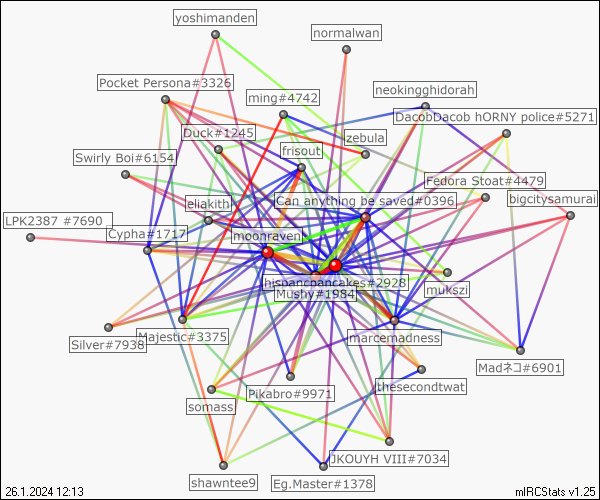 yoshimanden
normalwan
Pocket Persona#3326
neokingghidorah
ming#4742
DacobDacob hORNY police#5271
Duck#1245
zebula
frisout
Swirly Boi#6154
Fedora Stoat#4479
Can anything be saved#0396
bigcitysamurai
eliakith
LPK2387 #7690
Cypha#1717
moonraven
hispancpancakes#2928
mukszi
Mushy#1984
Silver#7938
Majestic#3375
marcemadness
Madネコ#6901
thesecondtwat
Pikabro#9971
somass
JKOUYH VIII#7034
shawntee9
Eg.Master#1378
26.1.2024 12:13
mIRCStats v1.25